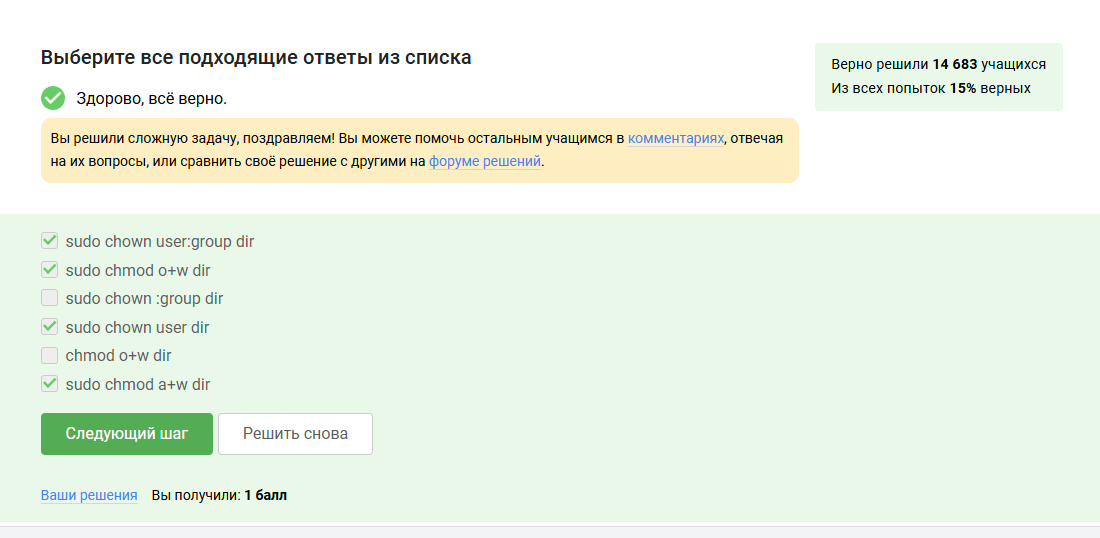 Выберите все подходящие ответы из списка
Верно решили 14 683 учащихся
Из всех попыток 15% верных
Здорово, всё верно.
Вы решили сложную задачу, поздравляем! Вы можете помочь остальным учащимся в комментариях, отвечая
на их вопросы, или сравнить своё решение с другими на форуме решений.
sudo chown user:group dir
sudo chmod o+w dir
sudo chown :group dir
sudo chown user dir
chmod o+w dir
sudo chmod a+w dir
Следующий шаг
Решить снова
Ваши решения Вы получили: 1 балл